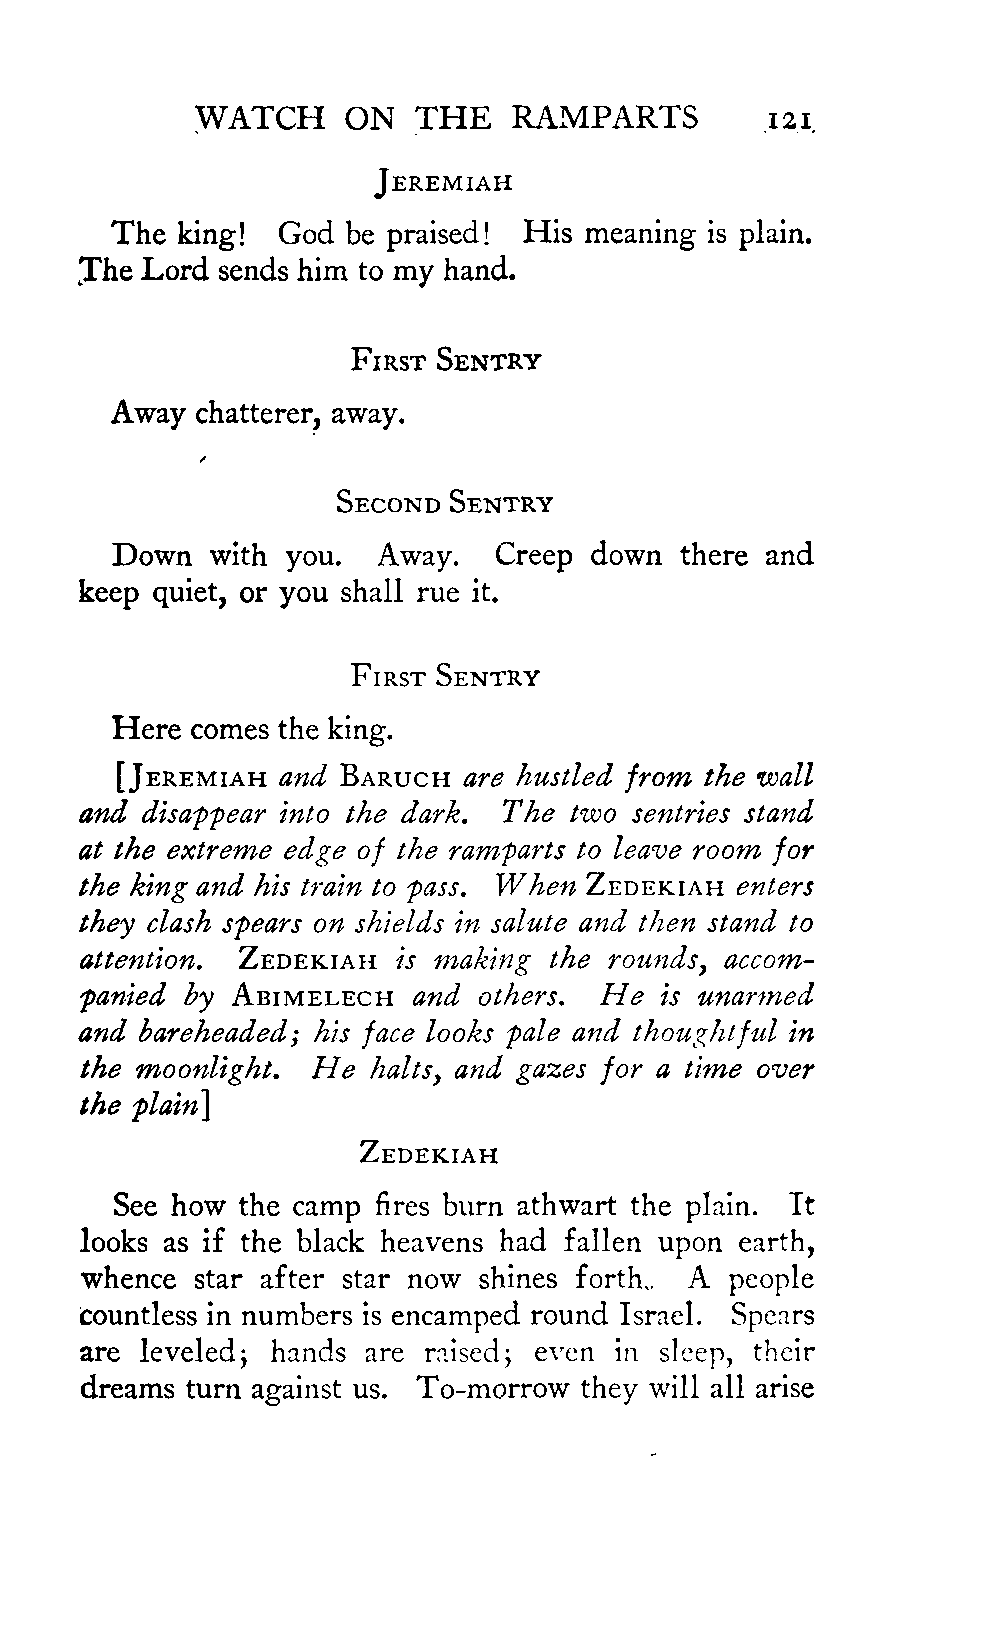 WATCH ON THE RAMPARTS 121
JEREMIAH
The king! God be praised! His meaning is plain.
The Lord sends him to my hand.
FIRST SENTRY
Away chatterer, away.
SECOND SENTRY
Down with you. Away. Creep down there and
keep quiet, or you shall rue it.
FIRST SENTRY
Here comes the king.
[JEREMIAH and BARUCH are hustled from the wall
and disappear into the dark. The two sentries stand
at the extreme edge of the ramparts to leave room for
the king and his train to pass. When ZEDEKIAH enters
they clash spears on shields in salute and then stand to
attention. ZEDEKIAH is making the rounds, accom-
panied by ABIMELECH and others. He is unarmed
and bareheaded; his face looks pale and thoughtful in
the moonlight. He halts, and gazes for a time over
the plain]
ZEDEKIAH
See how the camp fires burn athwart the plain. It
looks as if the black heavens had fallen upon earth,
whence star after star now shines forth. A people
countless in numbers is encamped round Israel. Spears
are leveled; hands are raised; even in sleep, their
dreams turn against us. To-morrow they will all arise